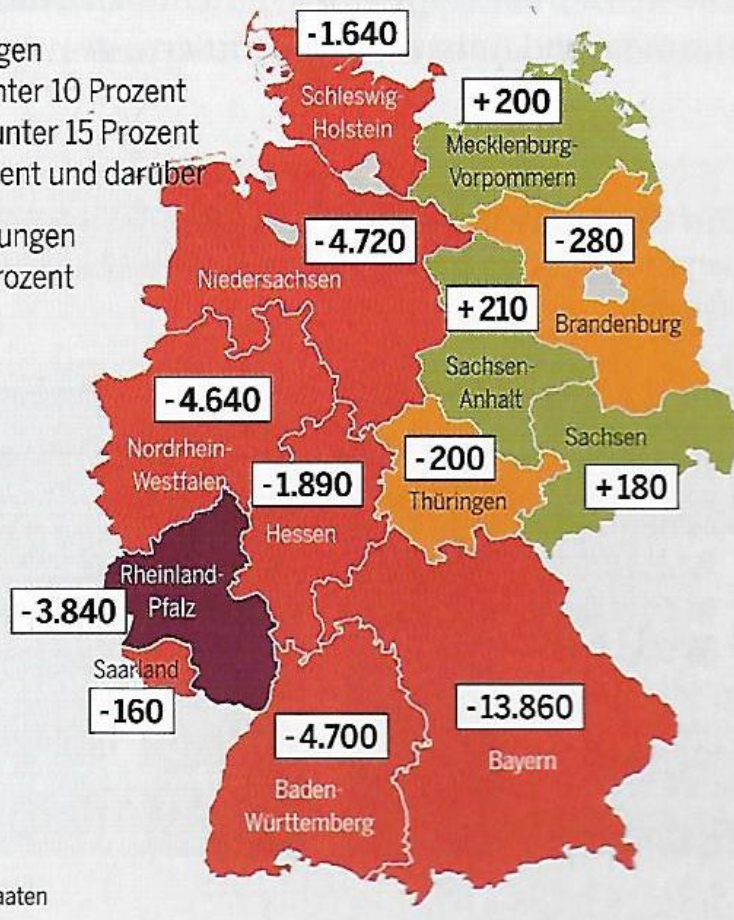 gen
nter 10 Prozent
unter 15 Prozent
ent und darüber
ungen
rozent
-1.640
Schleswig-
Holstein
+200
Mecklenburg-
Vorpommern
-4.720
Niedersachsen
-280
Brandenburg
+210
Sachsen-
Anhalt
-4.640
Nordrhein-
Westfalen
-1.890
Hessen
-200
Thüringen
Sachsen
+180
Rheinland-
Pfalz
-3.840
Saarland
-160
-4.700
Baden-
Württemberg
-13.860
Bayern
aaten